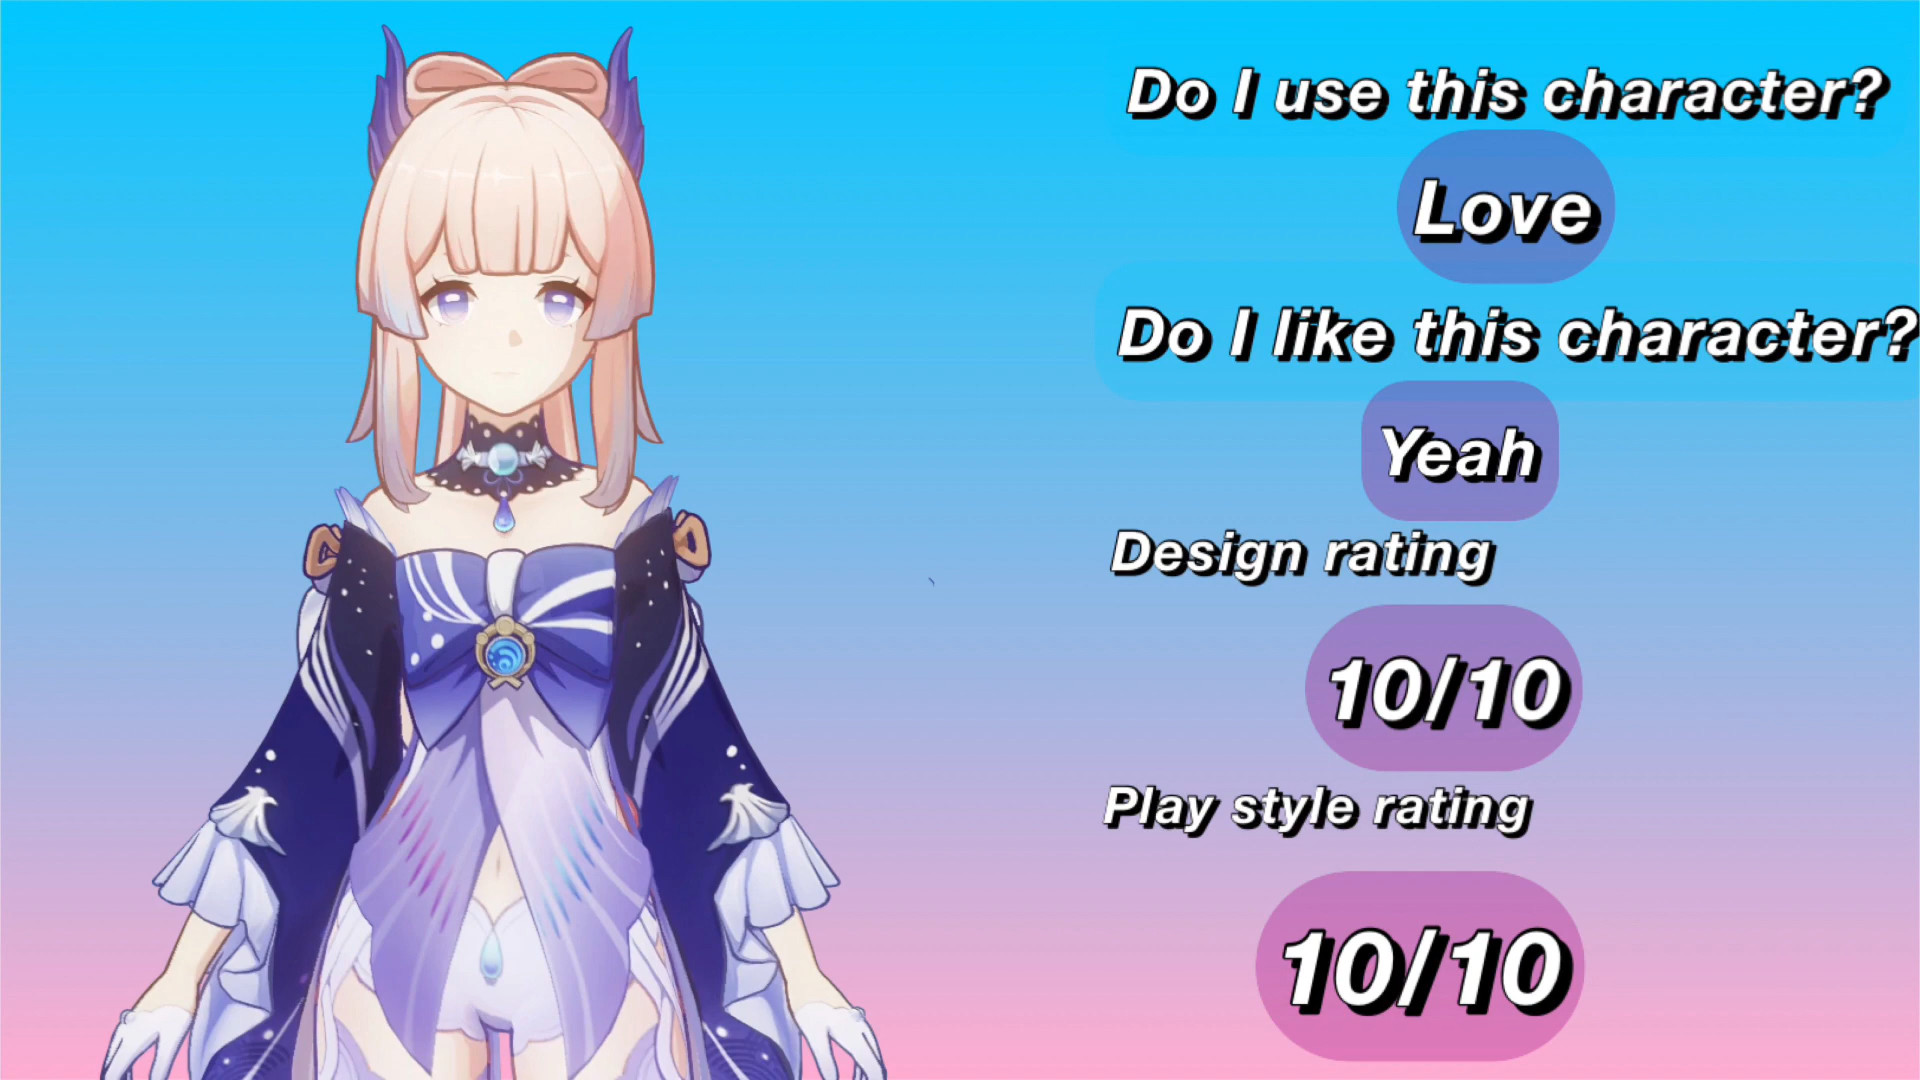 Do I use this character?
Love
Do I like this character?
Yeah
Design rating
10/10
Play style rating
10/10